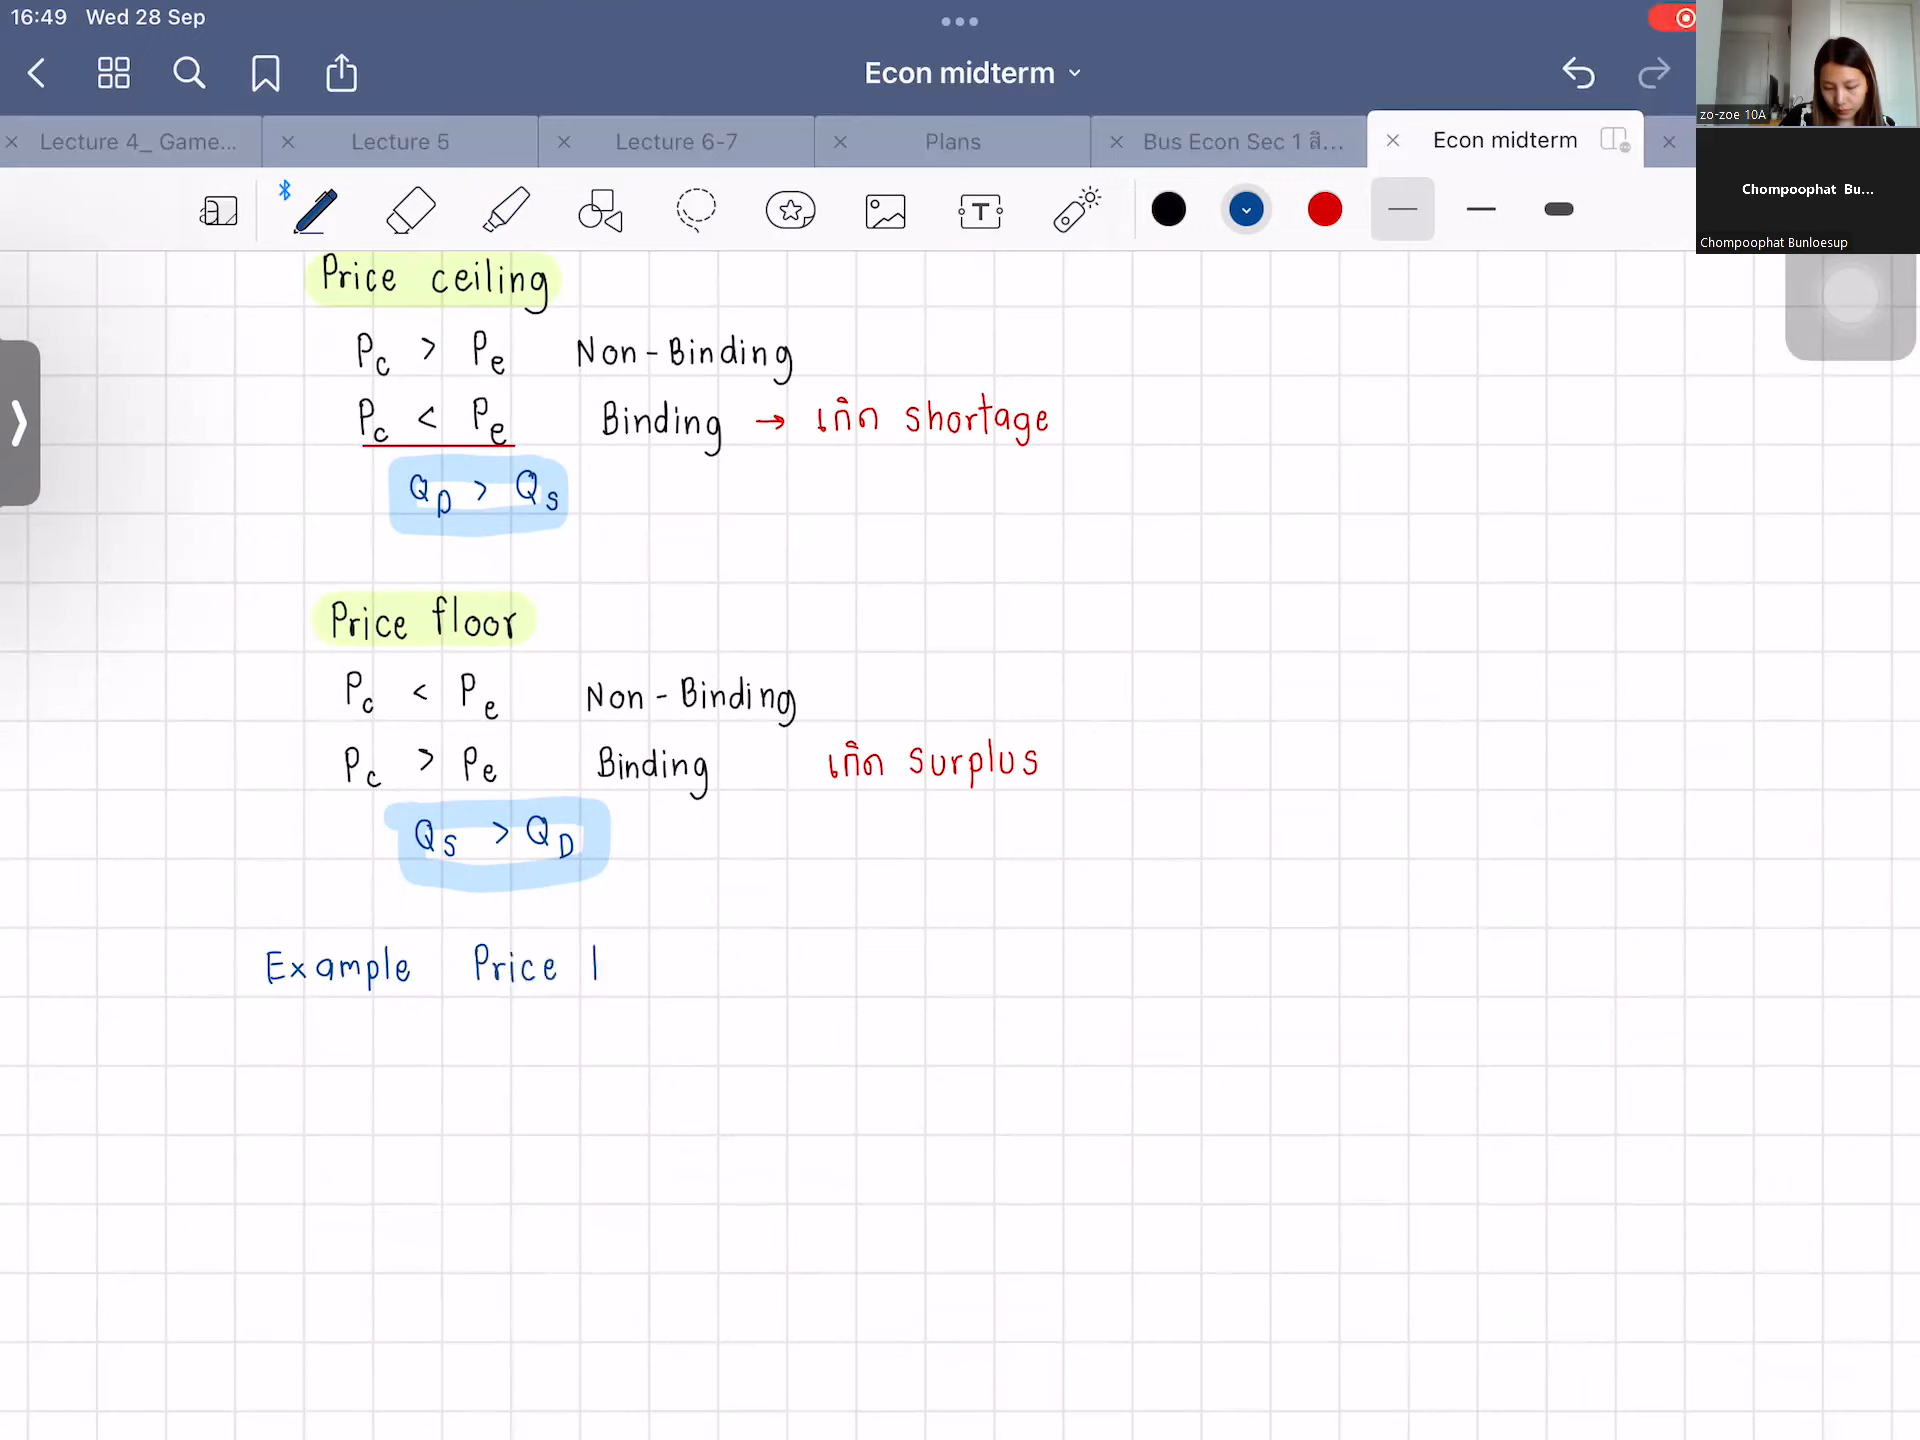 16:49 Wed 28 Sep
Econ midterm
Lecture 4_ Game...
Lecture 5
Lecture 6-7
Plans
Bus Econ Sec 1 สิ...
Econ midterm
zo-zoe 10A
Chompoophat Bu...
Chompoophat Bunloesup
Price ceiling
Pc > Pe Non-Binding
Pc < Pe Binding → เกิด shortage
QD > Qs
Price floor
Pc < Pe Non-Binding
Pc > Pe Binding เกิด surplus
Qs > QD
Example Price l